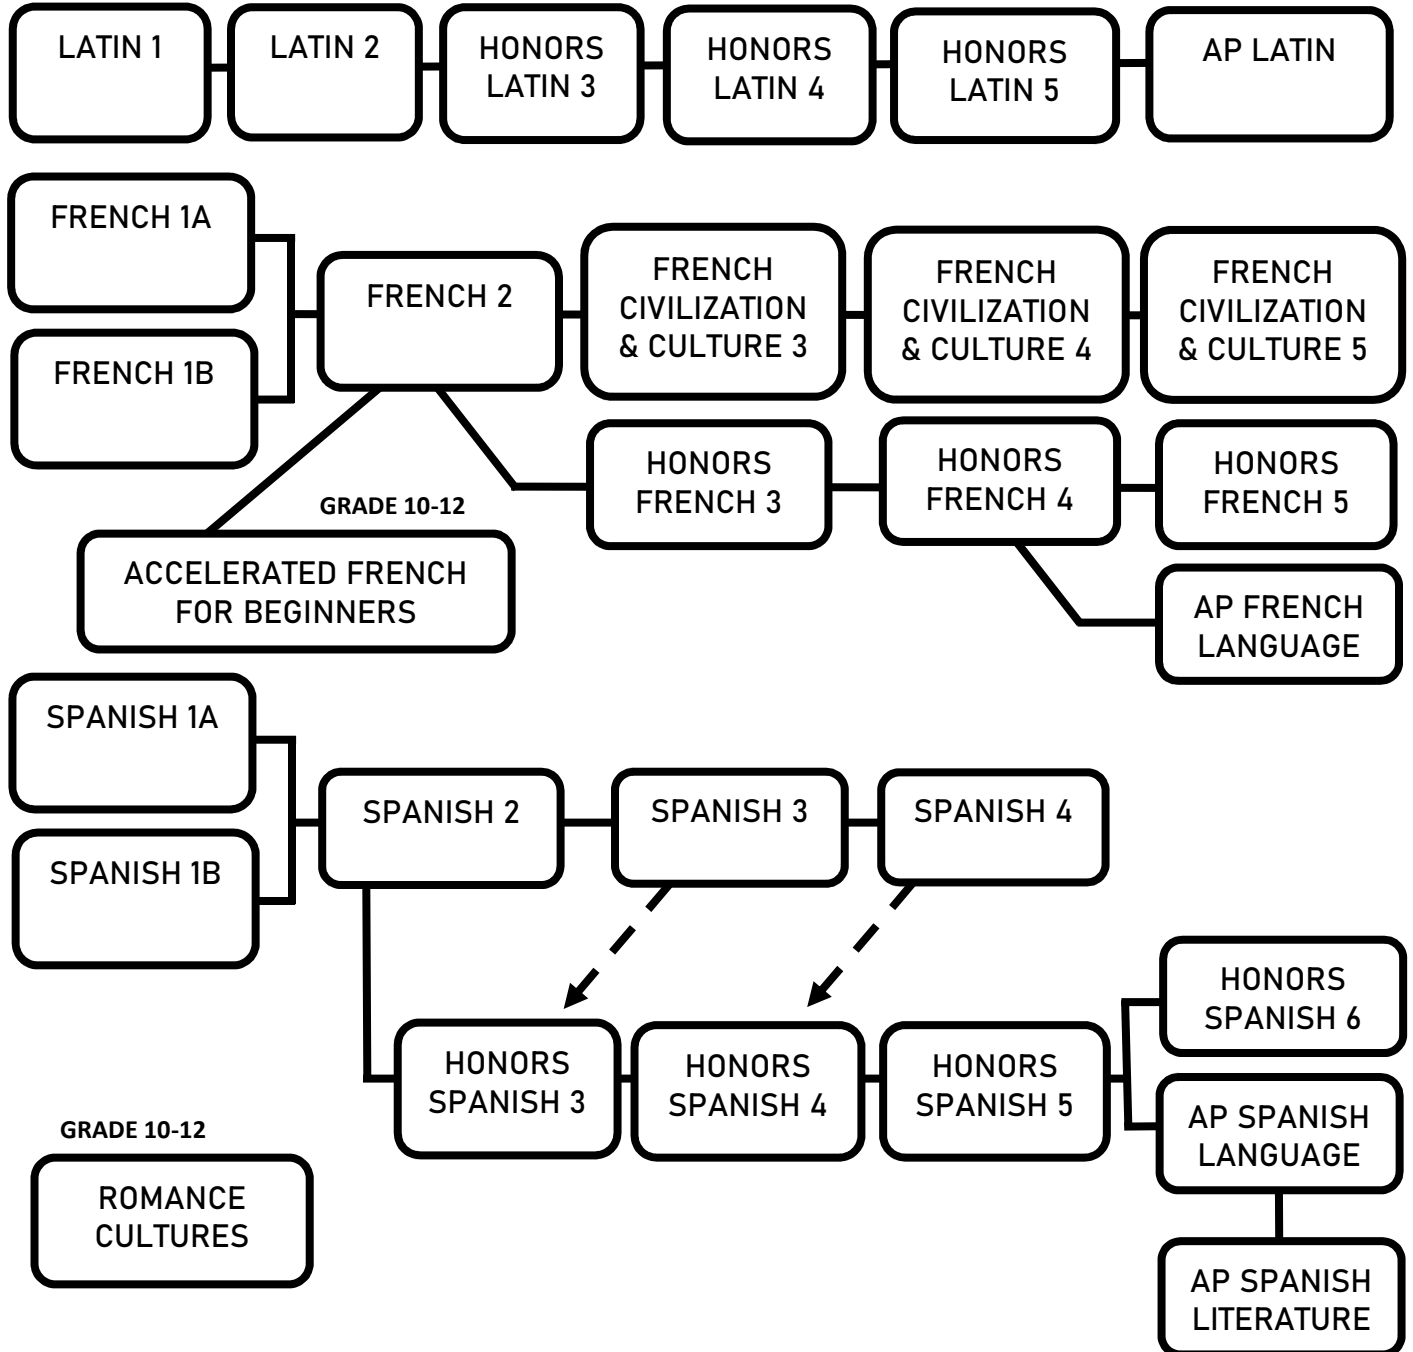 LATIN 1
LATIN 2
HONORS
LATIN 3
HONORS
LATIN 4
HONORS
LATIN 5
AP LATIN
FRENCH 1A
FRENCH 1B
FRENCH 2
FRENCH
CIVILIZATION
& CULTURE 3
FRENCH
CIVILIZATION
& CULTURE 4
FRENCH
CIVILIZATION
& CULTURE 5
HONORS
FRENCH 3
HONORS
FRENCH 4
HONORS
FRENCH 5
GRADE 10-12
ACCELERATED FRENCH
FOR BEGINNERS
AP FRENCH
LANGUAGE
SPANISH 1A
SPANISH 1B
SPANISH 2
SPANISH 3
SPANISH 4
HONORS
SPANISH 3
HONORS
SPANISH 4
HONORS
SPANISH 5
HONORS
SPANISH 6
AP SPANISH
LANGUAGE
AP SPANISH
LITERATURE
GRADE 10-12
ROMANCE
CULTURES